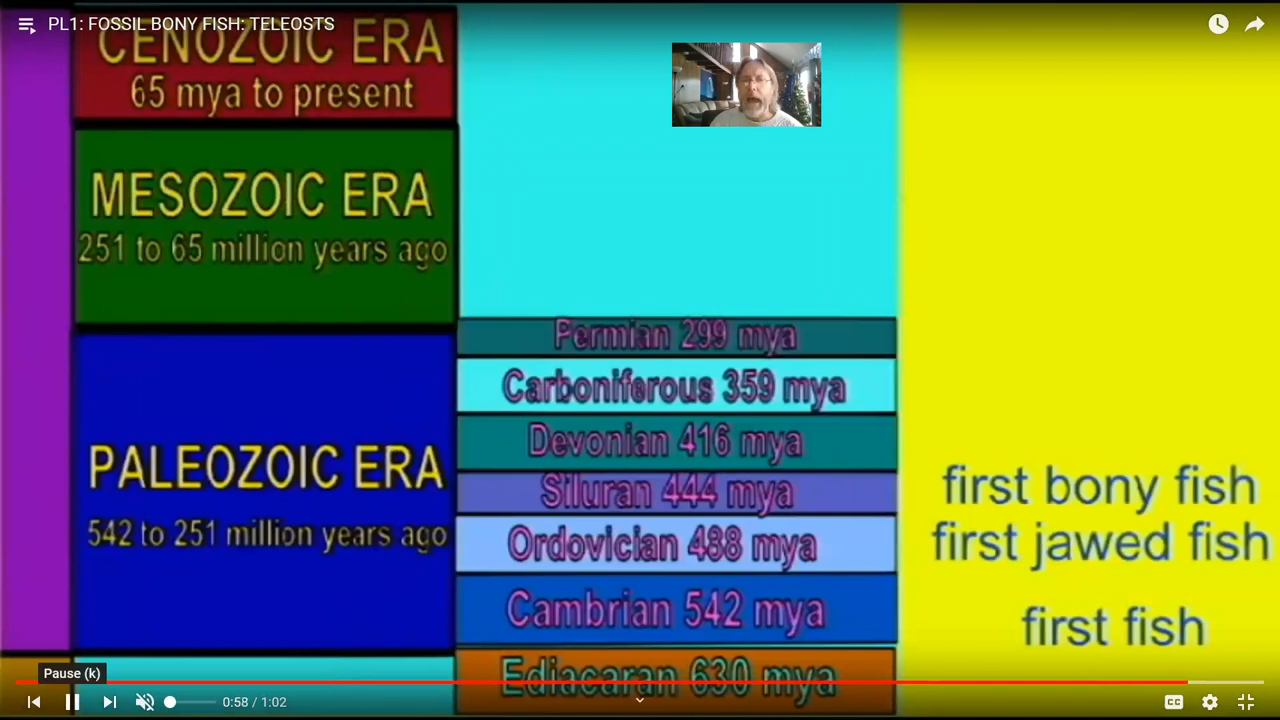 PL1: FOSSIL BONY FISH: TELEOSTS
CENOZOIC ERA
65 mya to present
MESOZOIC ERA
251 to 65 million years ago
PALEOZOIC ERA
542 to 251 million years ago
Permian 299 mya
Carboniferous 359 mya
Devonian 416 mya
Siluran 444 mya
Ordovician 488 mya
Cambrian 542 mya
Ediacaran 630 mya
first bony fish
first jawed fish
first fish
Pause (k)
0:58 / 1:02
CC